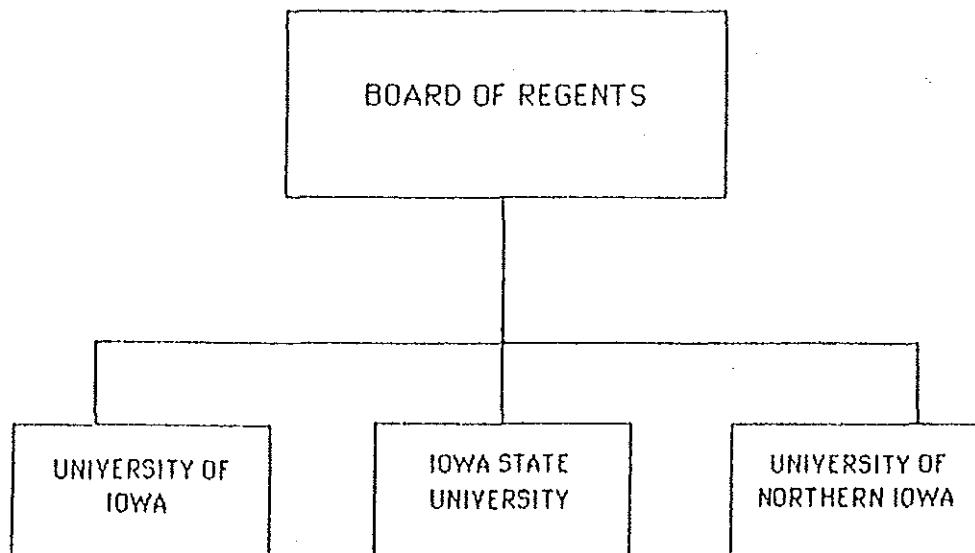 BOARD OF REGENTS
UNIVERSITY OF
IOWA
IOWA STATE
UNIVERSITY
UNIVERSITY OF
NORTHERN IOWA